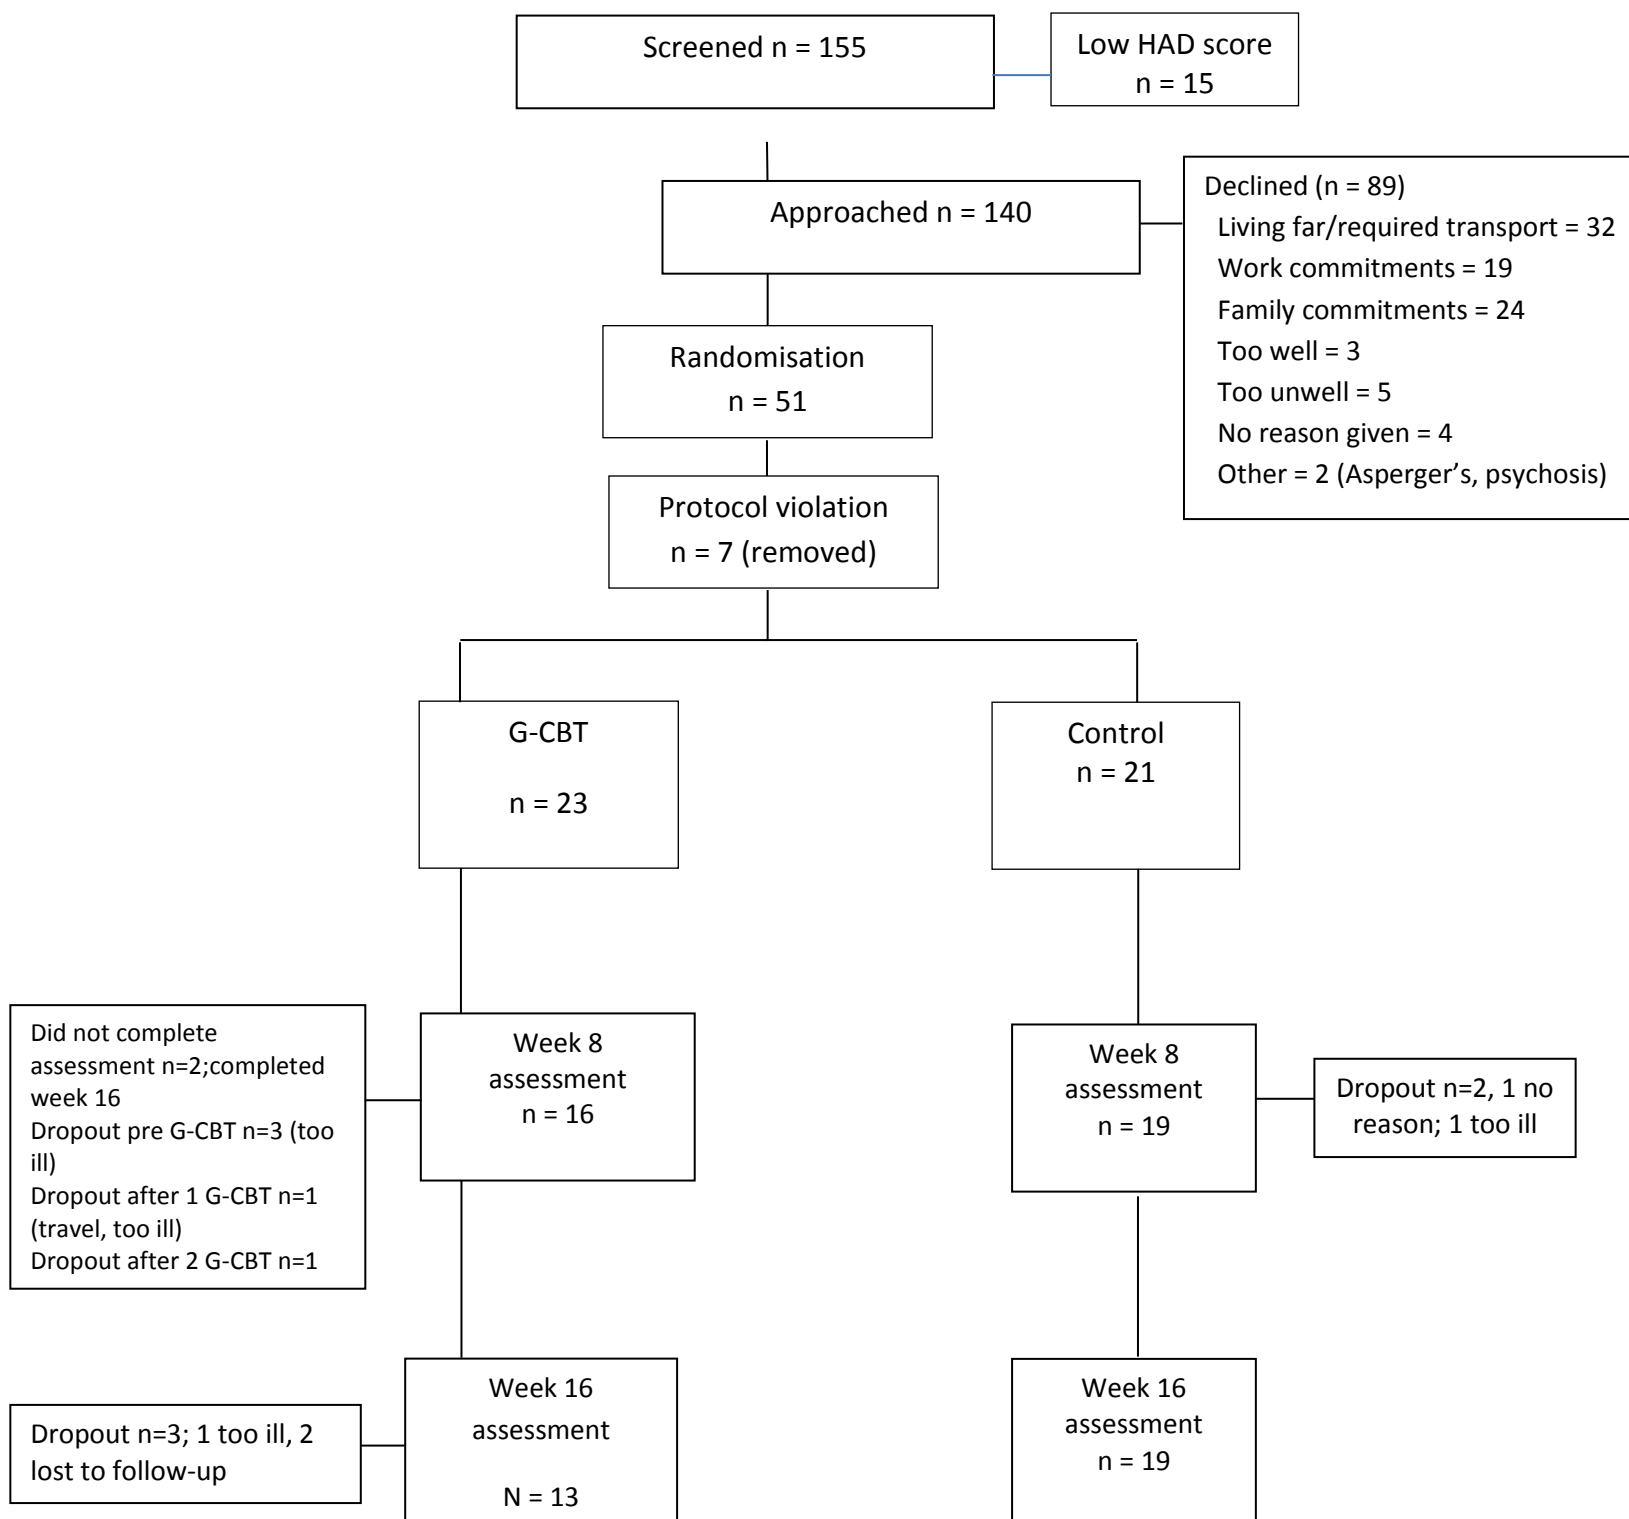 Screened n = 155
Low HAD score
n = 15
Approached n = 140
Declined (n = 89)
Living far/required transport = 32
Work commitments = 19
Family commitments = 24
Too well = 3
Too unwell = 5
No reason given = 4
Other = 2 (Asperger’s, psychosis)
Randomisation
n = 51
Protocol violation
n = 7 (removed)
G-CBT
n = 23
Control
n = 21
Did not complete
assessment n=2;completed
week 16
Dropout pre G-CBT n=3 (too
ill)
Dropout after 1 G-CBT n=1
(travel, too ill)
Dropout after 2 G-CBT n=1
Week 8
assessment
n = 16
Week 8
assessment
n = 19
Dropout n=2, 1 no
reason; 1 too ill
Dropout n=3; 1 too ill, 2
lost to follow-up
Week 16
assessment
N = 13
Week 16
assessment
n = 19